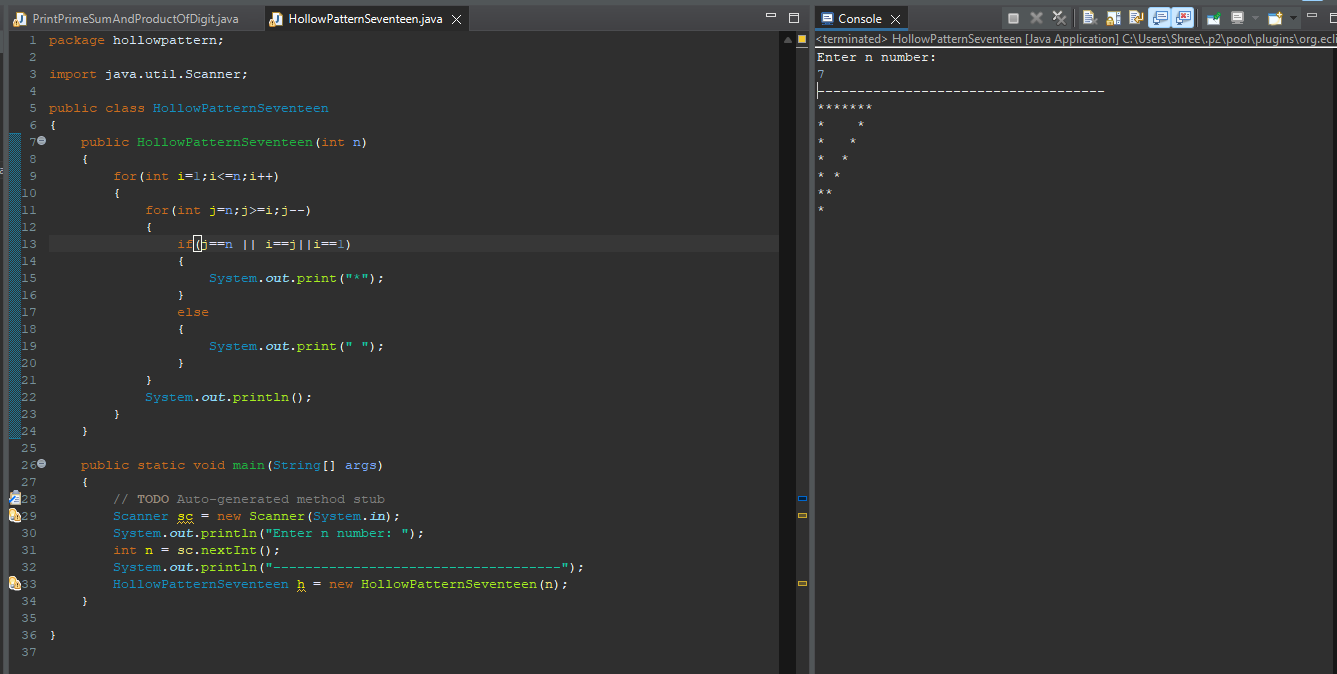 PrintPrimeSumAndProductOfDigit.java
HollowPatternSeventeen.java
1 package hollowpattern;
2
3 import java.util.Scanner;
4
5 public class HollowPatternSeventeen
6 {
7 public HollowPatternSeventeen(int n)
8 {
9 for(int i=1;i<=n;i++)
10 {
11 for(int j=n;j>=i;j--)
12 {
13 if(j==n || i==j||i==1)
14 {
15 System.out.print("*");
16 }
17 else
18 {
19 System.out.print(" ");
20 }
21 }
22 System.out.println();
23 }
24 }
25
26 public static void main(String[] args)
27 {
28 // TODO Auto-generated method stub
29 Scanner sc = new Scanner(System.in);
30 System.out.println("Enter n number: ");
31 int n = sc.nextInt();
32 System.out.println("------------------------------------");
33 HollowPatternSeventeen h = new HollowPatternSeventeen(n);
34 }
35
36 }
37
Console
<terminated> HollowPatternSeventeen [Java Application] C:\Users\Shree\.p2\pool\plugins\org.ecli
Enter n number:
7
------------------------------------
*******
*    *
*   *
*  *
* *
**
*